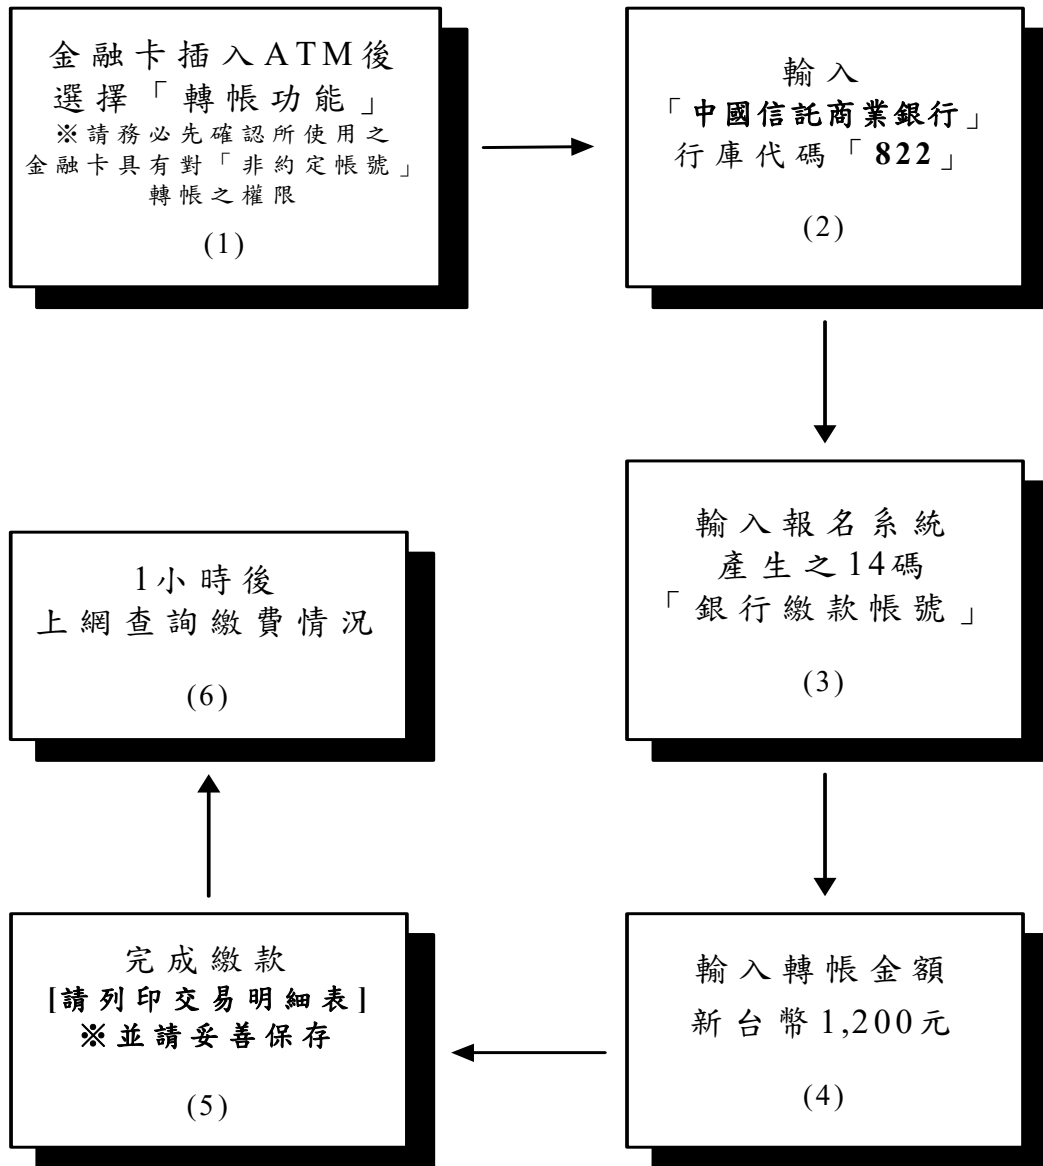 金融卡插入ATM後
選擇「轉帳功能」
※請務必先確認所使用之
金融卡具有對「非約定帳號」
轉帳之權限
(1)
輸入
「中國信託商業銀行」
行庫代碼「822」
(2)
輸入報名系統
產生之14碼
「銀行繳款帳號」
(3)
輸入轉帳金額
新台幣1,200元
(4)
完成繳款
[請列印交易明細表]
※並請妥善保存
(5)
1小時後
上網查詢繳費情況
(6)